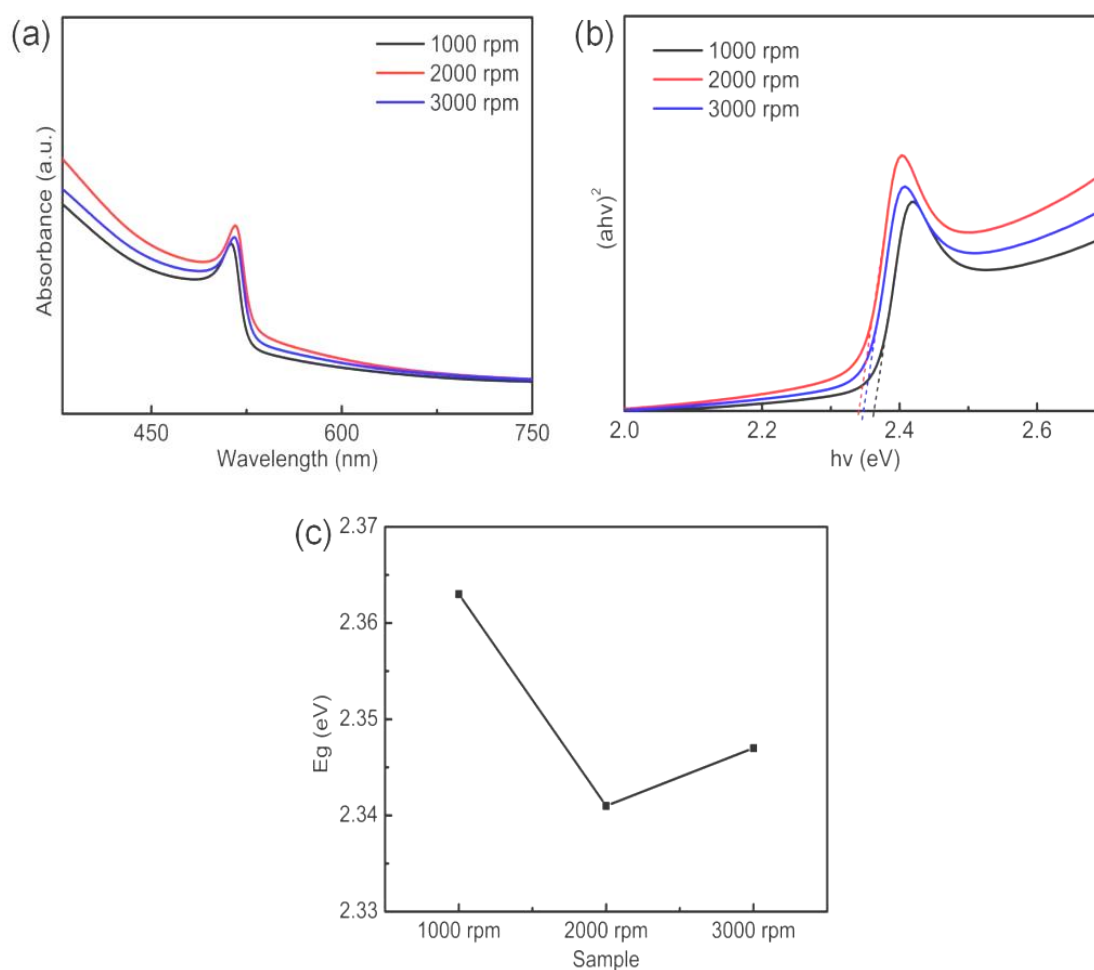 (a)
1000 rpm
2000 rpm
3000 rpm
Absorbance (a.u.)
450
600
750
Wavelength (nm)
(b)
1000 rpm
2000 rpm
3000 rpm
(ahv)²
2.0
2.2
2.4
2.6
hv (eV)
(c)
2.37
2.36
2.35
2.34
2.33
Eg (eV)
1000 rpm
2000 rpm
3000 rpm
Sample